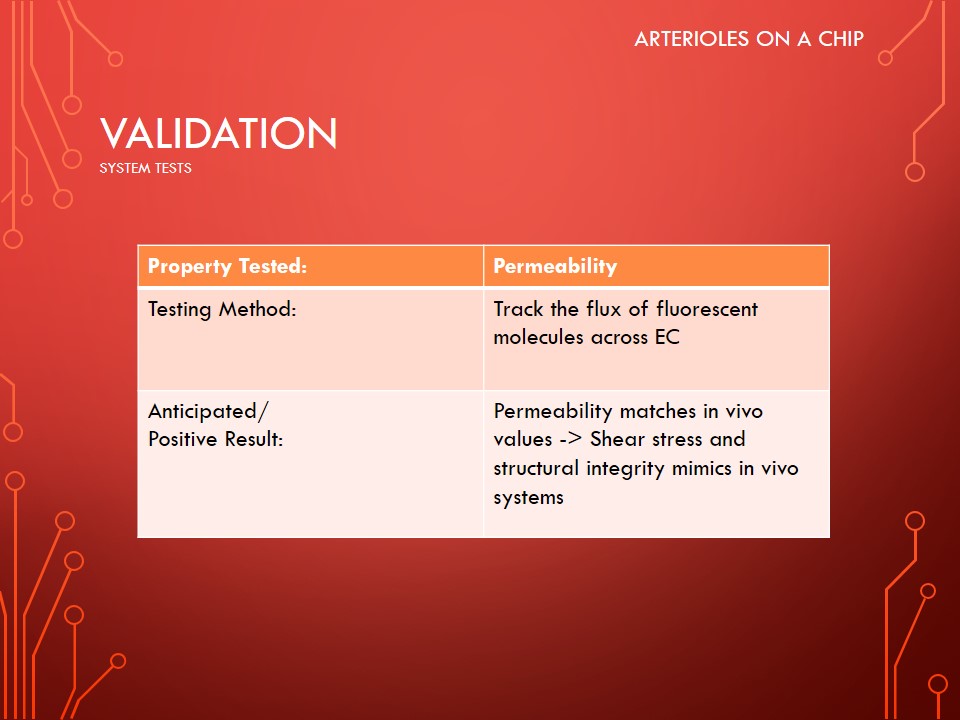 ARTERIOLES ON A CHIP
VALIDATION
SYSTEM TESTS
Property Tested:
Permeability
Testing Method:
Track the flux of fluorescent
molecules across EC
Anticipated/
Positive Result:
Permeability matches in vivo
values -> Shear stress and
structural integrity mimics in vivo
systems